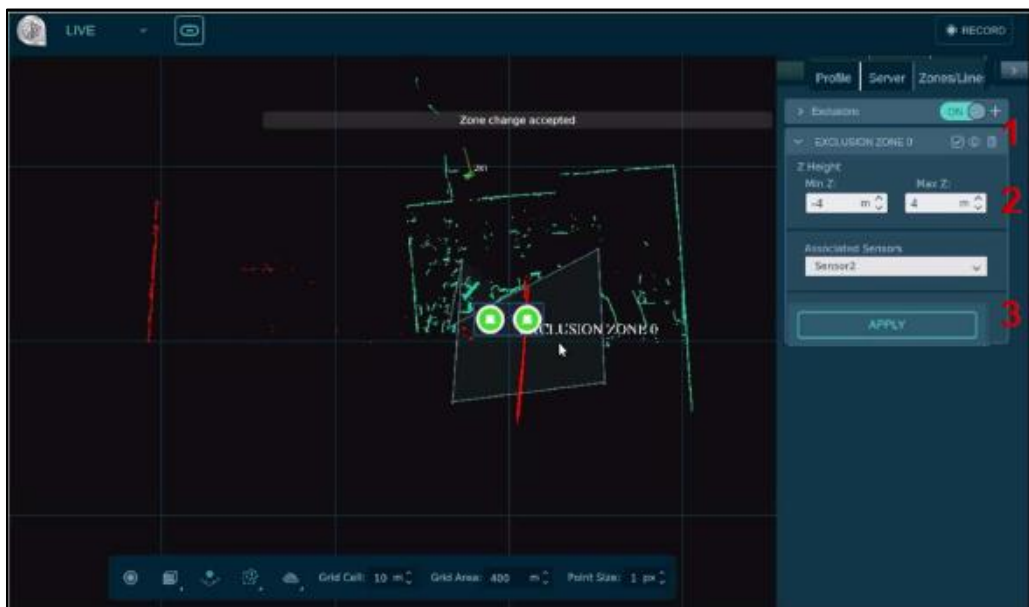 LIVE
RECORD
Profile Server Zones/Line
Zone change accepted
Exclusions ON +
1
EXCLUSION ZONE 0
Z Height
Min Z: Max Z:
-4 m 4 m
2
Associated Sensors
Sensor2
3
APPLY
EXCLUSION ZONE 0
Grid Cell: 10 m Grid Area: 400 m Point Size: 1 px